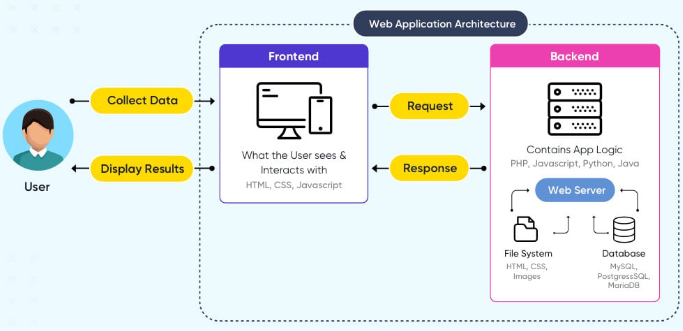 Web Application Architecture
Frontend
Backend
Collect Data
Request
What the User sees &
Interacts with
HTML, CSS, Javascript
Contains App Logic
PHP, Javascript, Python, Java
Display Results
Response
User
Web Server
File System
HTML, CSS,
Images
Database
MySQL,
PostgressSQL,
MariaDB